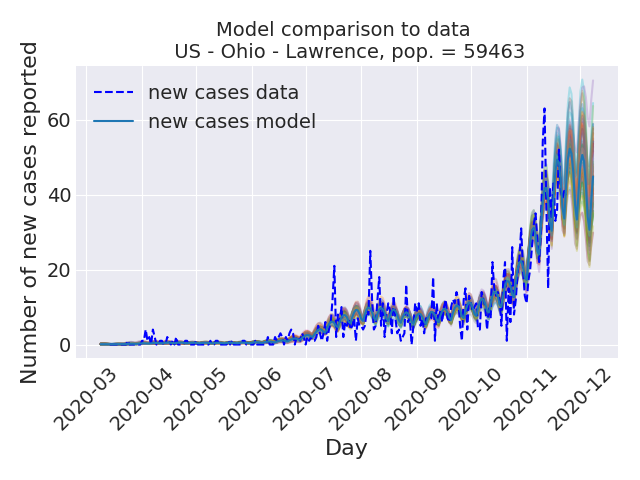 Model comparison to data
US - Ohio - Lawrence, pop. = 59463
new cases data
new cases model
Number of new cases reported
60
40
20
0
2020-03
2020-04
2020-05
2020-06
2020-07
2020-08
2020-09
2020-10
2020-11
2020-12
Day